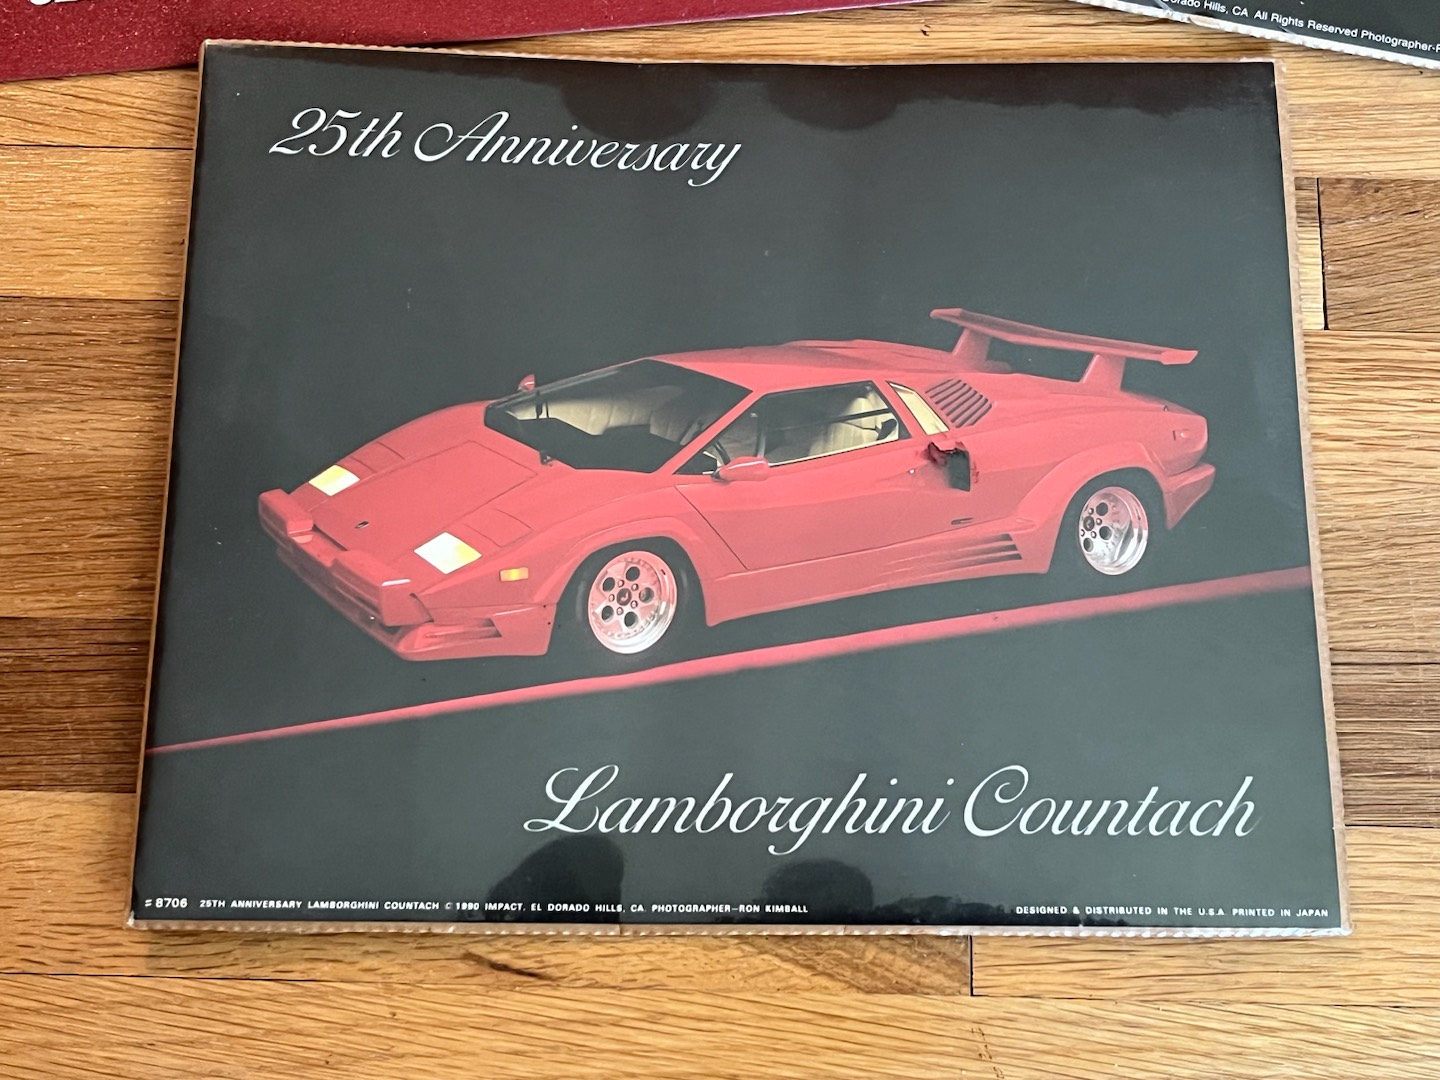 Dorado Hills, CA All Rights Reserved Photographer-
25th Anniversary
Lamborghini Countach
#8706 25TH ANNIVERSARY LAMBORGHINI COUNTACH © 1990 IMPACT, EL DORADO HILLS, CA. PHOTOGRAPHER—RON KIMBALL
DESIGNED & DISTRIBUTED IN THE U.S.A. PRINTED IN JAPAN